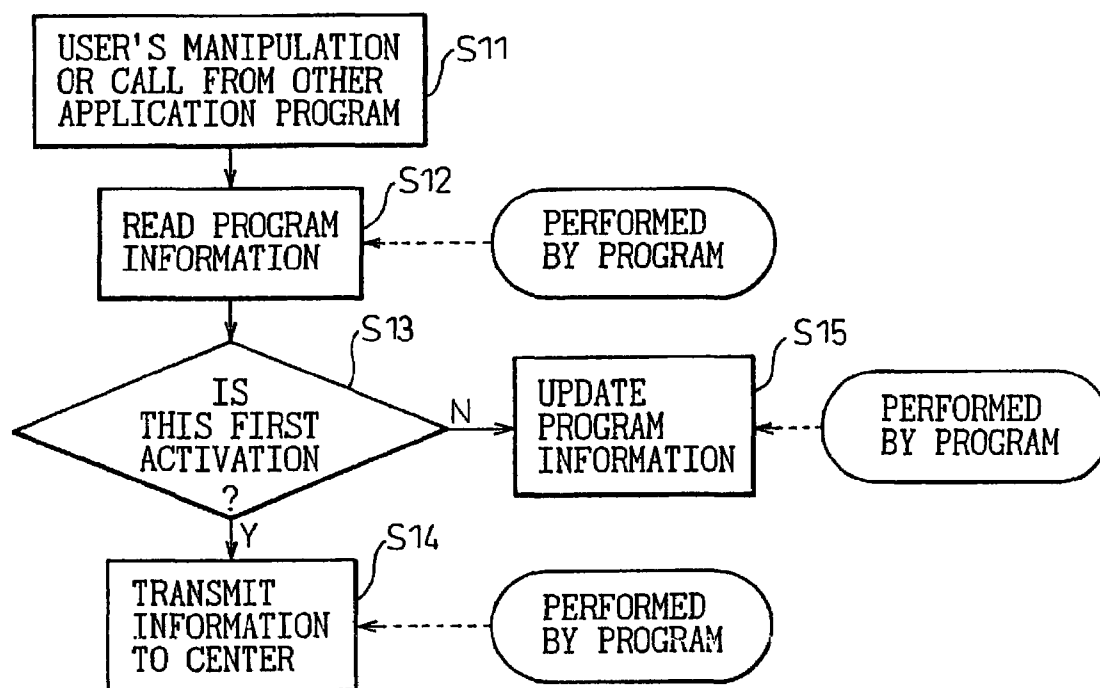 USER'S MANIPULATION
OR CALL FROM OTHER
APPLICATION PROGRAM
S11
S12
READ PROGRAM
INFORMATION
PERFORMED
BY PROGRAM
S13
IS
THIS FIRST
ACTIVATION
?
N
Y
S15
UPDATE
PROGRAM
INFORMATION
PERFORMED
BY PROGRAM
S14
TRANSMIT
INFORMATION
TO CENTER
PERFORMED
BY PROGRAM